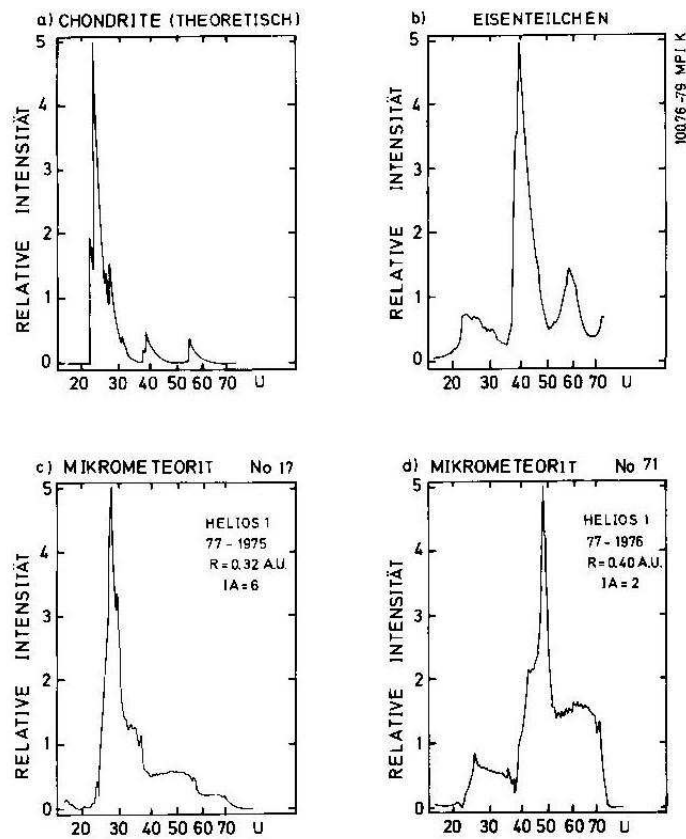 a) CHONDRITE (THEORETISCH)
RELATIVE INTENSITÄT
5
4
3
2
1
0
20 30 40 50 60 70 U
b) EISENTEILCHEN
RELATIVE INTENSITÄT
5
4
3
2
1
0
20 30 40 50 60 70 U
c) MIKROMETEORIT No 17
RELATIVE INTENSITÄT
5
4
3
2
1
0
HELIOS 1
77-1975
R=0.32 A.U.
IA=6
20 30 40 50 60 70 U
d) MIKROMETEORIT No 71
RELATIVE INTENSITÄT
5
4
3
2
1
0
HELIOS 1
77-1976
R=0.40 A.U.
IA=2
20 30 40 50 60 70 U